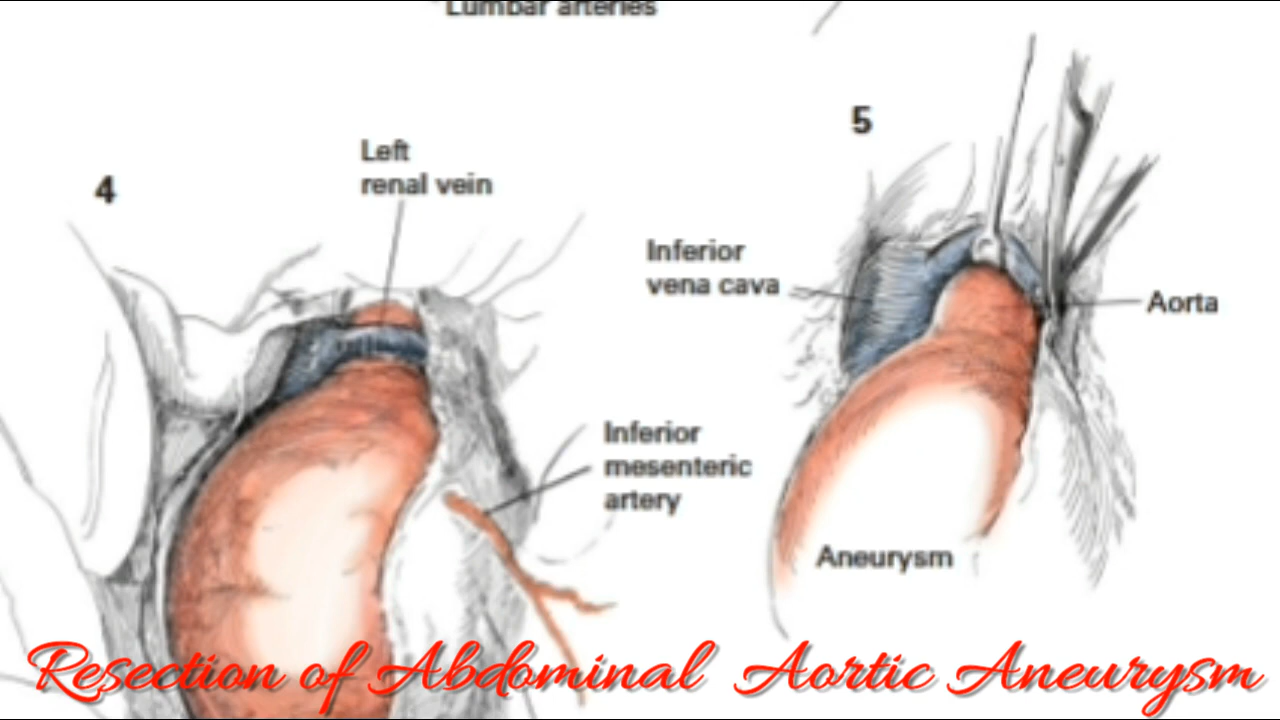 Lumbar arteries
4
Left
renal vein
Inferior
mesenteric
artery
5
Inferior
vena cava
Aorta
Aneurysm
Resection of Abdominal Aortic Aneurysm